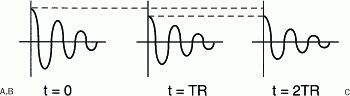 A,B t = 0 t = TR t = 2TR C